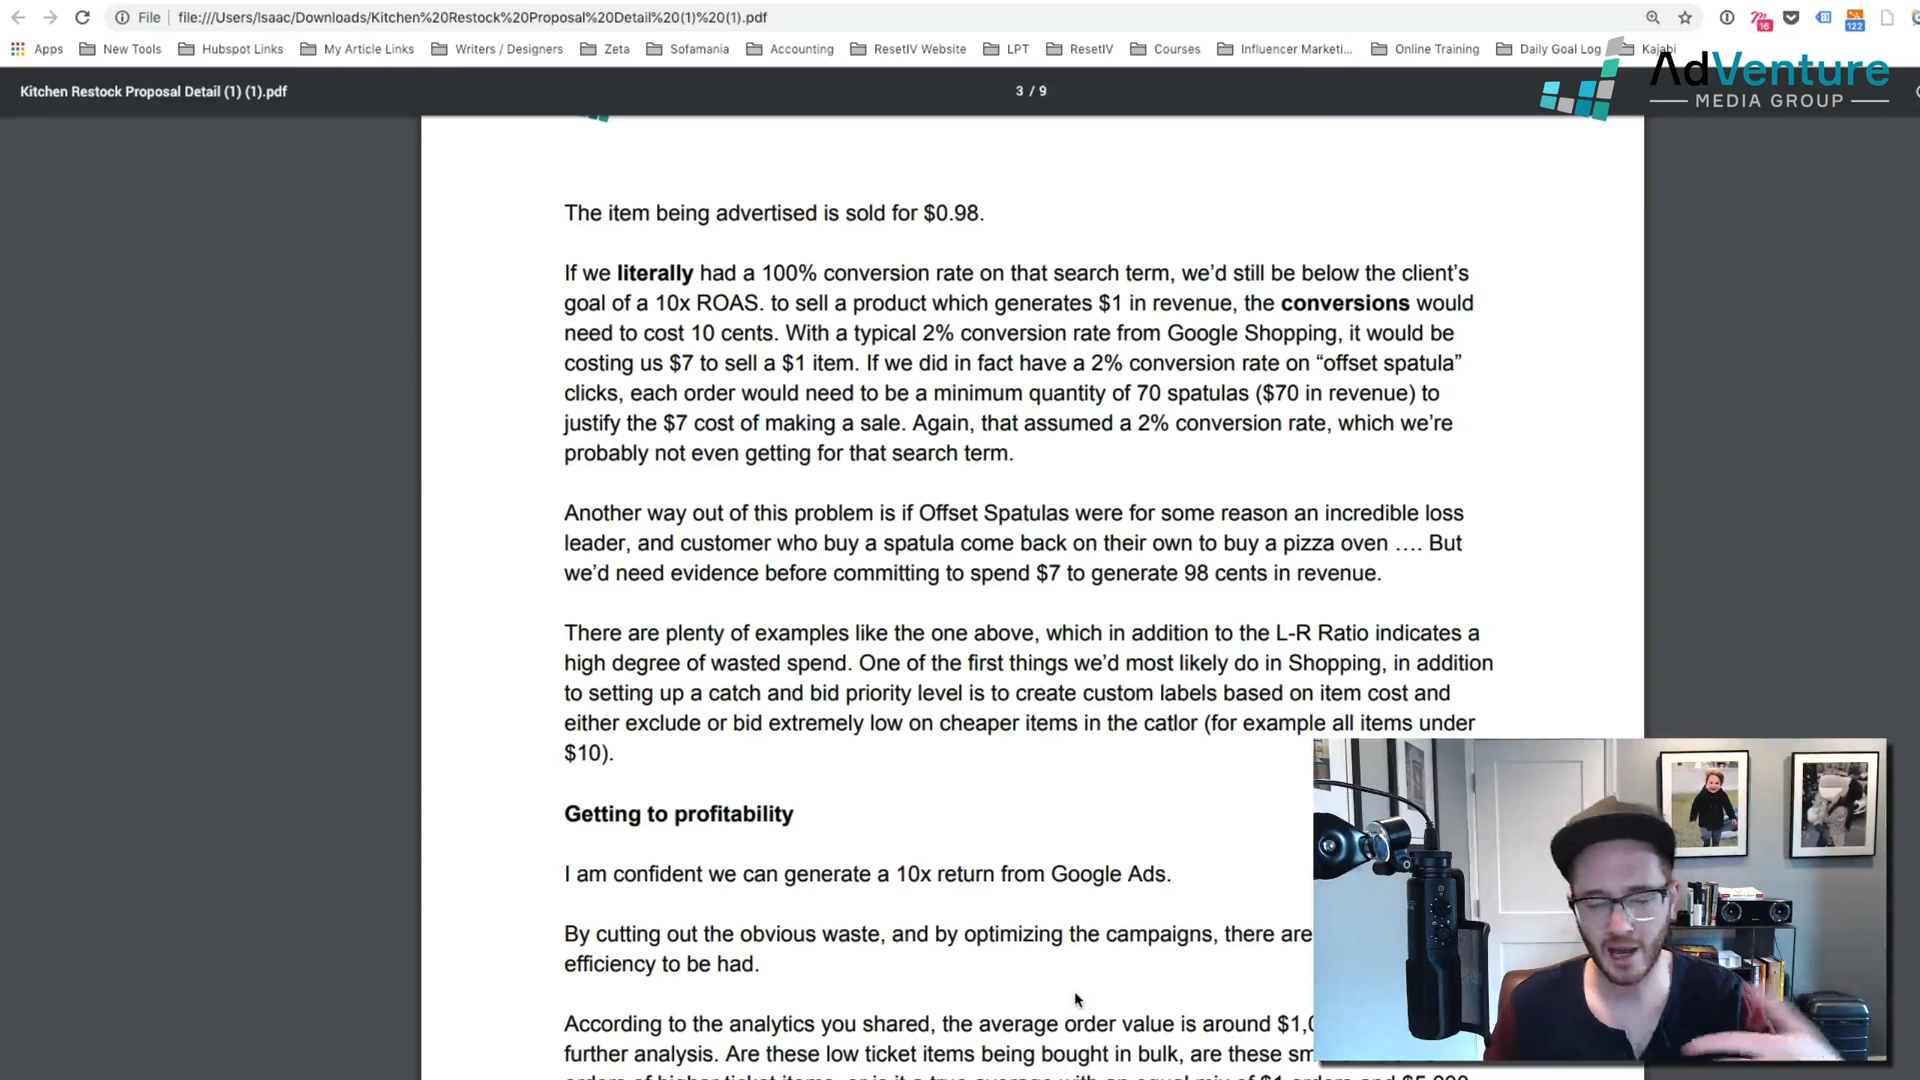 File file:///Users/Isaac/Downloads/Kitchen%20Restock%20Proposal%20Detail%20(1)%20(1).pdf
16
122
Apps New Tools Hubspot Links My Article Links Writers / Designers Zeta Sofamania Accounting ResetIV Website LPT ResetIV Courses Influencer Marketi... Online Training Daily Goal Log Kajabi
AdVenture
MEDIA GROUP
Kitchen Restock Proposal Detail (1) (1).pdf 3 / 9
The item being advertised is sold for $0.98.
If we literally had a 100% conversion rate on that search term, we’d still be below the client’s
goal of a 10x ROAS. to sell a product which generates $1 in revenue, the conversions would
need to cost 10 cents. With a typical 2% conversion rate from Google Shopping, it would be
costing us $7 to sell a $1 item. If we did in fact have a 2% conversion rate on “offset spatula”
clicks, each order would need to be a minimum quantity of 70 spatulas ($70 in revenue) to
justify the $7 cost of making a sale. Again, that assumed a 2% conversion rate, which we’re
probably not even getting for that search term.
Another way out of this problem is if Offset Spatulas were for some reason an incredible loss
leader, and customer who buy a spatula come back on their own to buy a pizza oven …. But
we’d need evidence before committing to spend $7 to generate 98 cents in revenue.
There are plenty of examples like the one above, which in addition to the L-R Ratio indicates a
high degree of wasted spend. One of the first things we’d most likely do in Shopping, in addition
to setting up a catch and bid priority level is to create custom labels based on item cost and
either exclude or bid extremely low on cheaper items in the catlor (for example all items under
$10).
Getting to profitability
I am confident we can generate a 10x return from Google Ads.
By cutting out the obvious waste, and by optimizing the campaigns, there are
efficiency to be had.
According to the analytics you shared, the average order value is around $1,
further analysis. Are these low ticket items being bought in bulk, are these